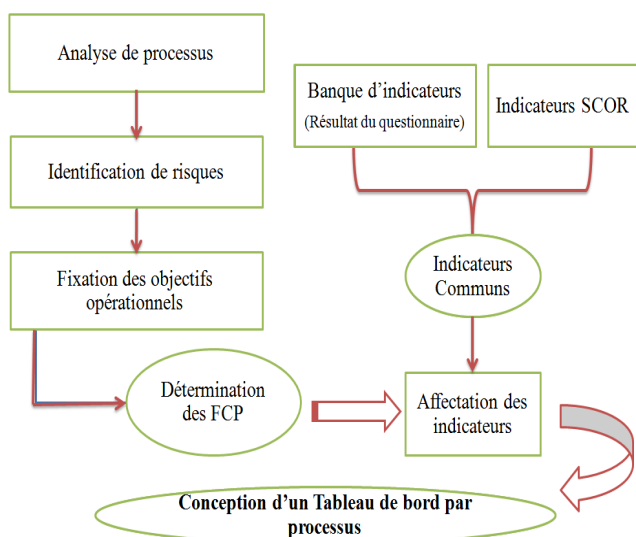 Analyse de processus
Banque d'indicateurs
(Résultat du questionnaire)
Indicateurs SCOR
Identification de risques
Fixation des objectifs
opérationnels
Indicateurs
Communs
Détermination
des FCP
Affectation des
indicateurs
Conception d'un Tableau de bord par
processus